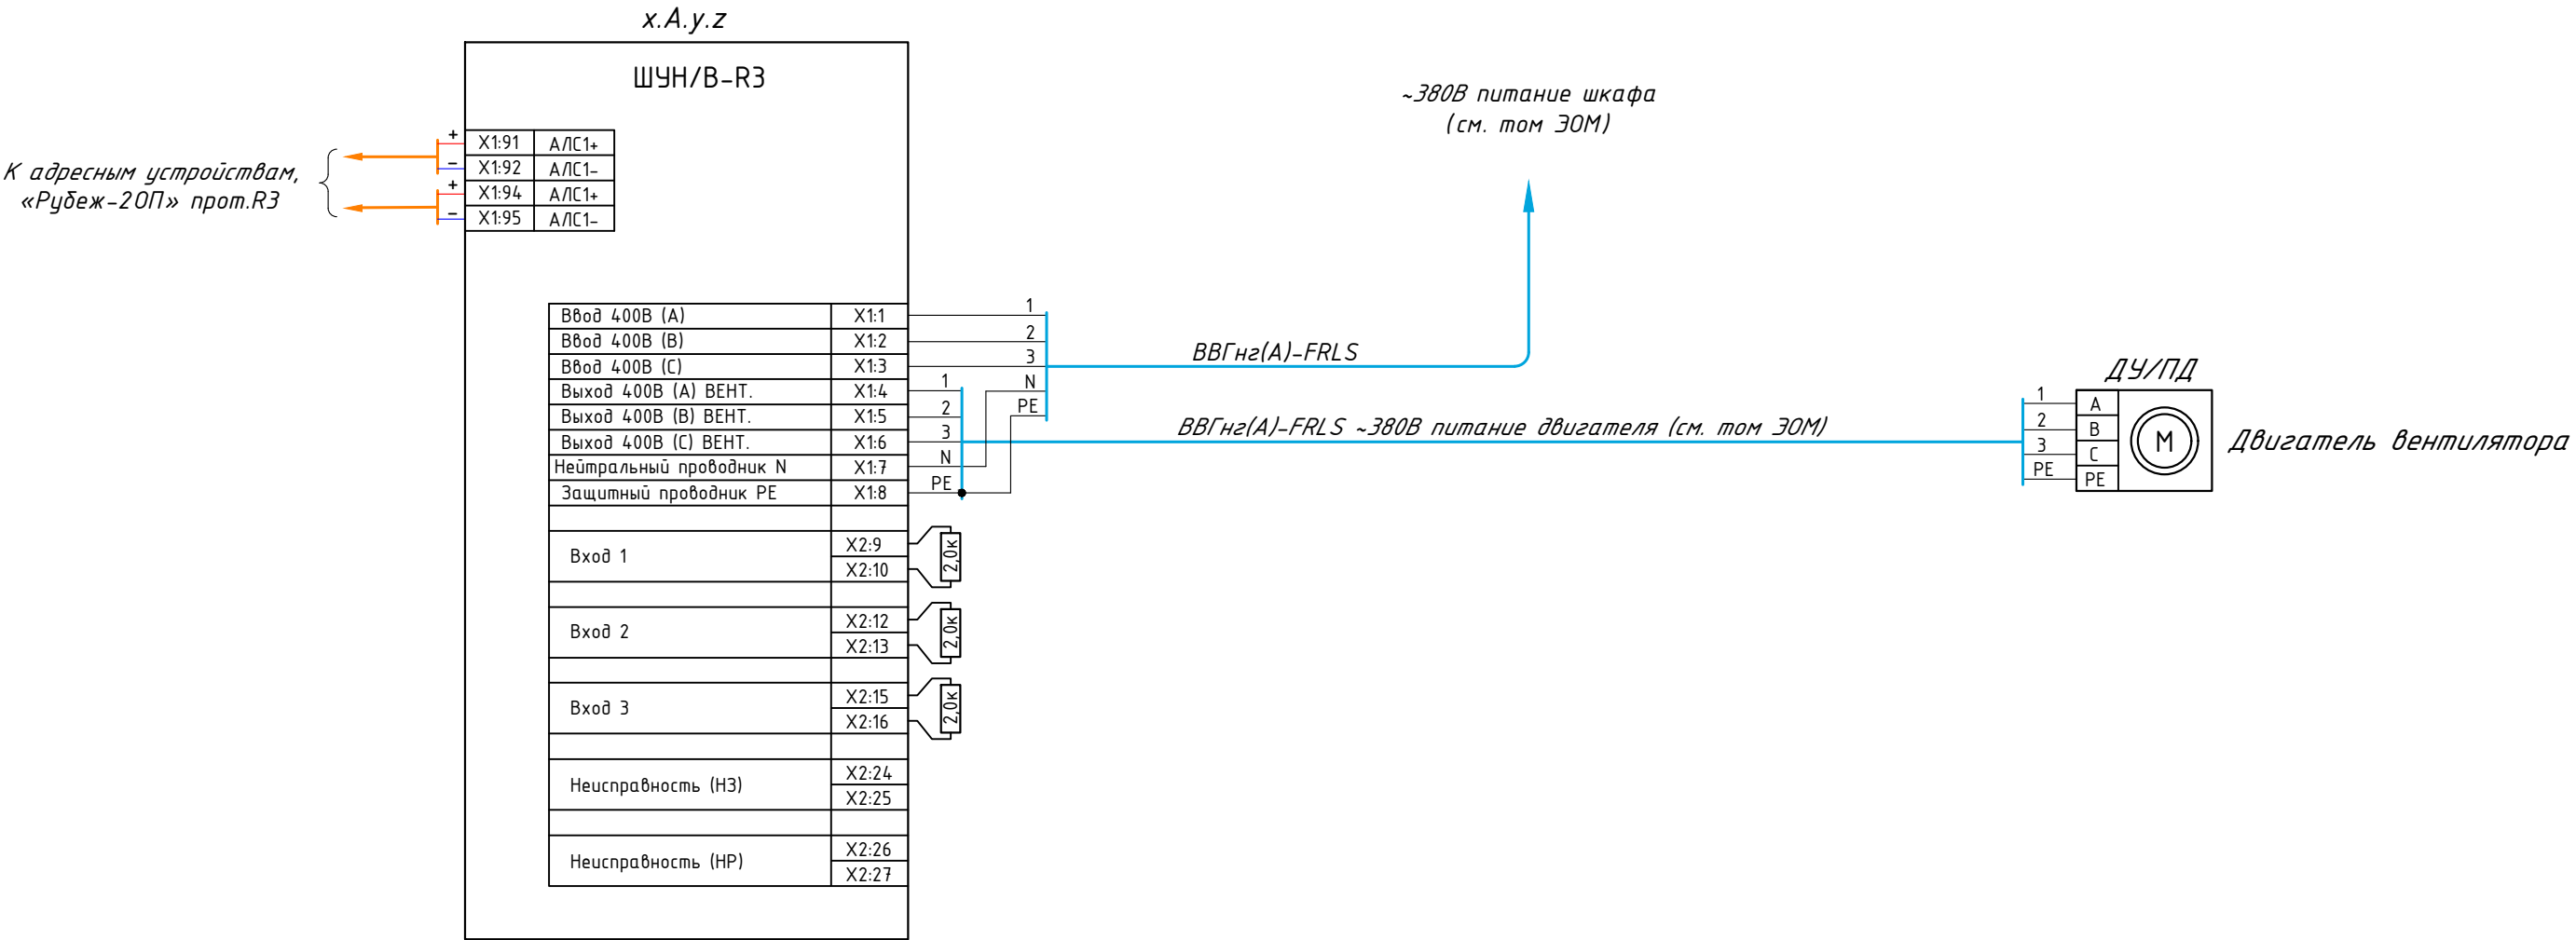 x.A.y.z
ШУН/В-R3
~380В питание шкафа
(см. том ЭОМ)
К адресным устройствам,
«Рубеж-2ОП» прот.R3
+ X1:91 АЛС1+
– X1:92 АЛС1-
+ X1:94 АЛС1+
– X1:95 АЛС1-
Ввод 400В (А) X1:1 1
Ввод 400В (В) X1:2 2
Ввод 400В (С) X1:3 3
ВВГнг(А)-FRLS
Выход 400В (А) ВЕНТ. X1:4 1 N
Выход 400В (В) ВЕНТ. X1:5 2 PE
Выход 400В (С) ВЕНТ. X1:6 3
Нейтральный проводник N X1:7 N
Защитный проводник PE X1:8 PE
ВВГнг(А)-FRLS ~380В питание двигателя (см. том ЭОМ)
ДУ/ПД
1 A
2 B
3 C
PE PE
M
Двигатель вентилятора
Вход 1
X2:9
X2:10
2,0к
Вход 2
X2:12
X2:13
2,0к
Вход 3
X2:15
X2:16
2,0к
Неисправность (НЗ)
X2:24
X2:25
Неисправность (НР)
X2:26
X2:27